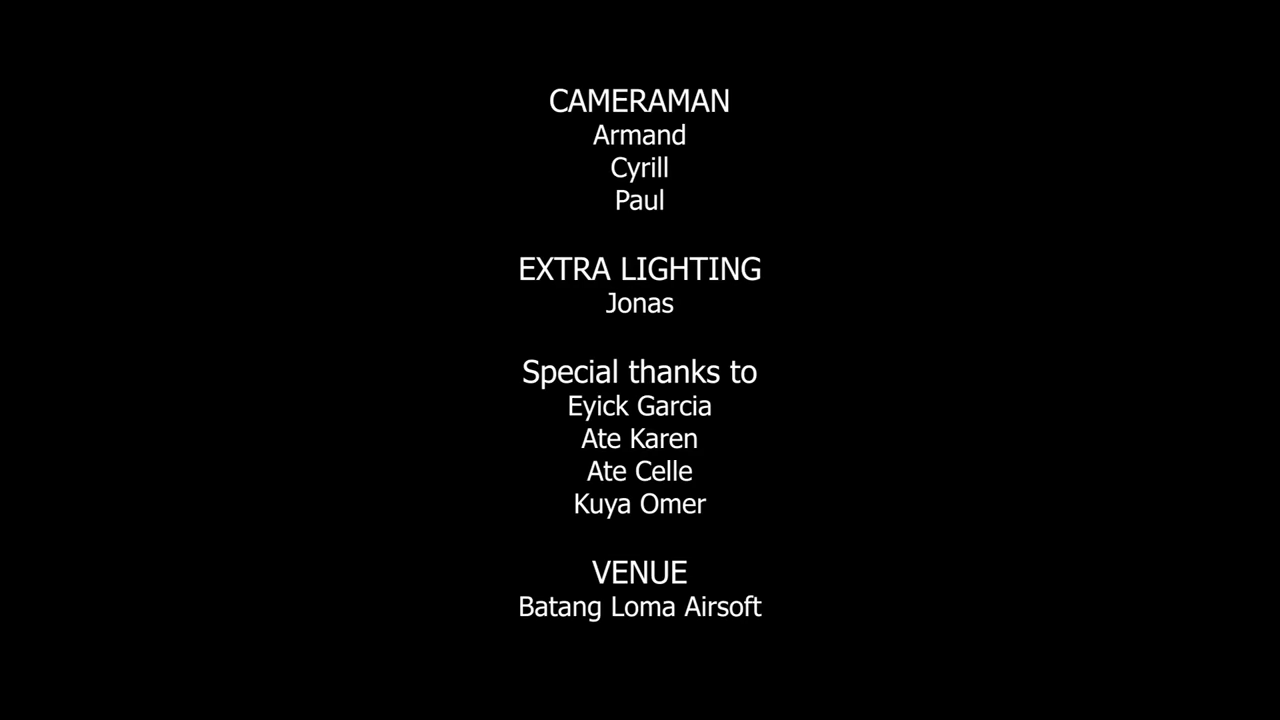 CAMERAMAN
Armand
Cyrill
Paul
EXTRA LIGHTING
Jonas
Special thanks to
Eyick Garcia
Ate Karen
Ate Celle
Kuya Omer
VENUE
Batang Loma Airsoft